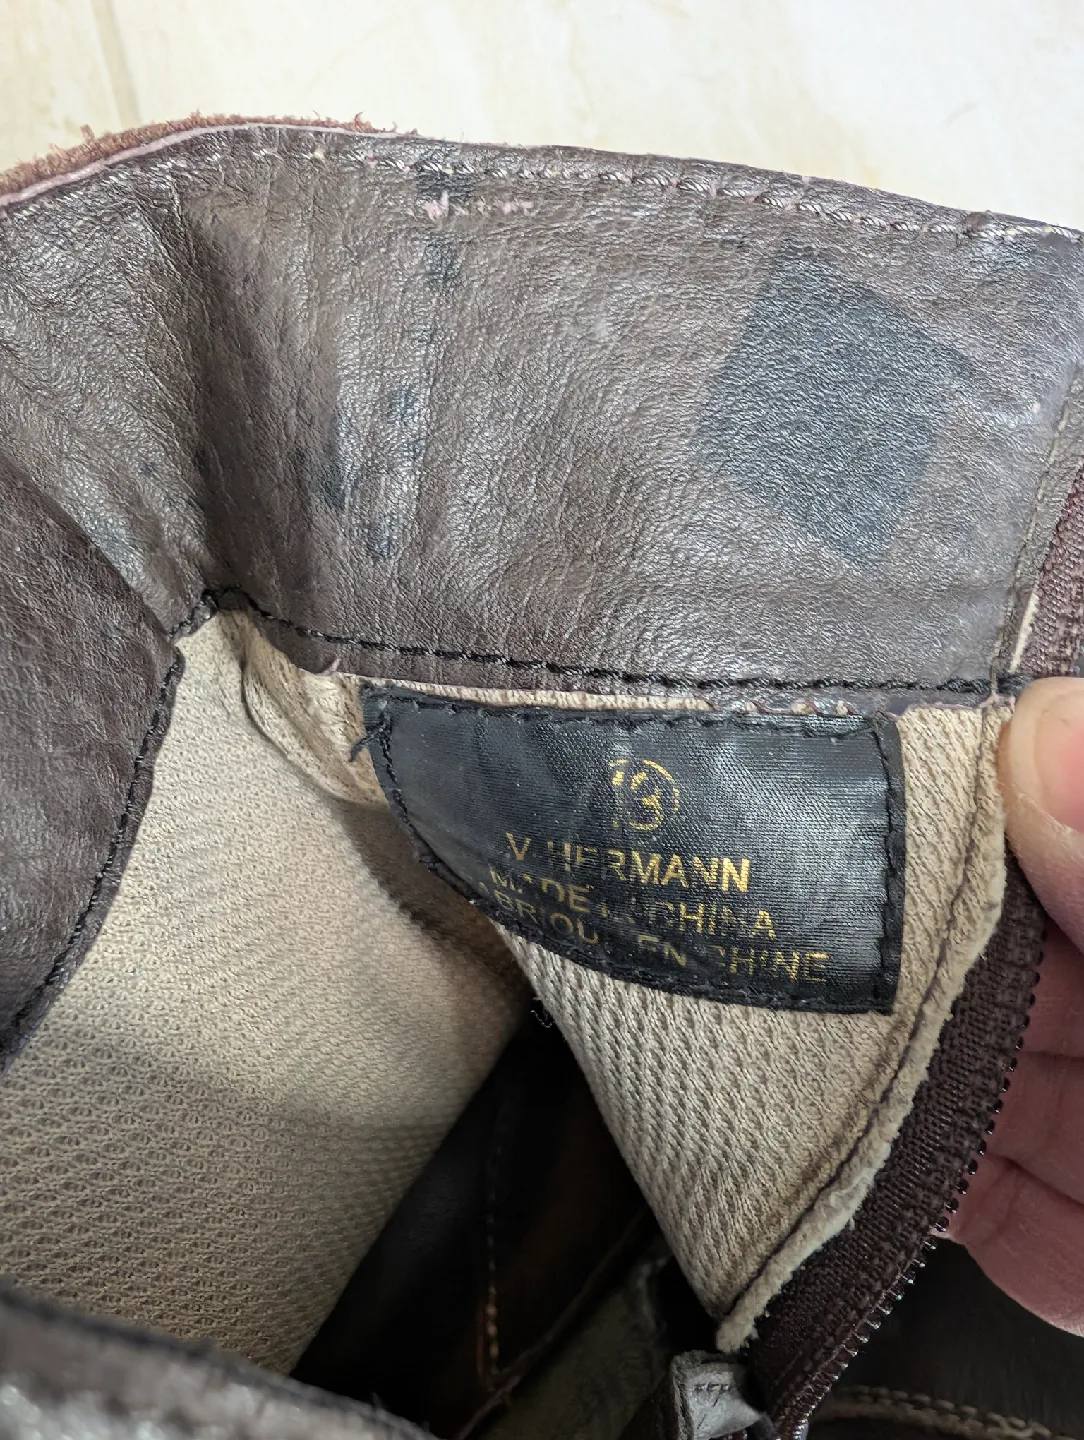 13
V. HERMANN
MADE CHINA
EN CHINE